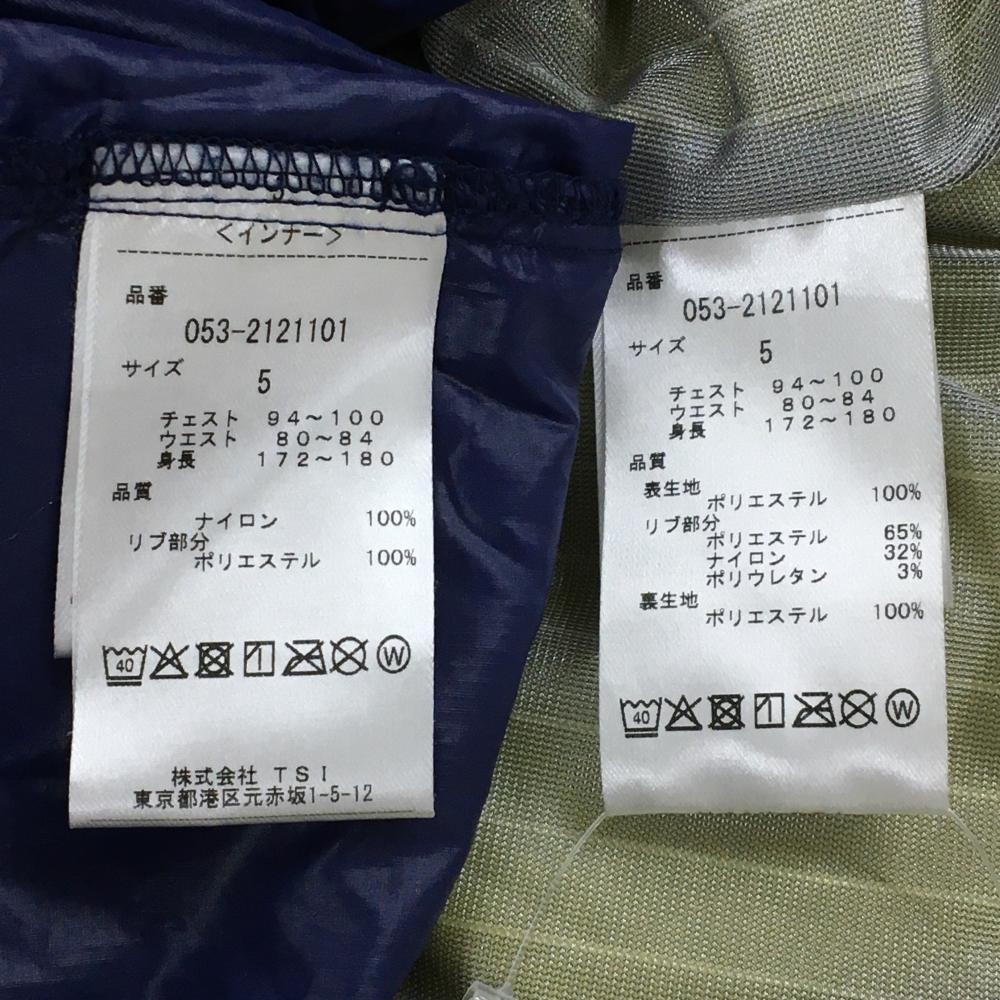 <インナー>
品番
053-2121101
サイズ
5
チェスト 94～100
ウエスト 80～84
身長 172～180
品質
ナイロン 100%
リブ部分
ポリエステル 100%
40
W
株式会社 TSI
東京都港区元赤坂1-5-12
品番
053-2121101
サイズ
5
チェスト 94～100
ウエスト 80～84
身長 172～180
品質
表生地
ポリエステル 100%
リブ部分
ポリエステル 65%
ナイロン 32%
ポリウレタン 3%
裏生地
ポリエステル 100%
40
W